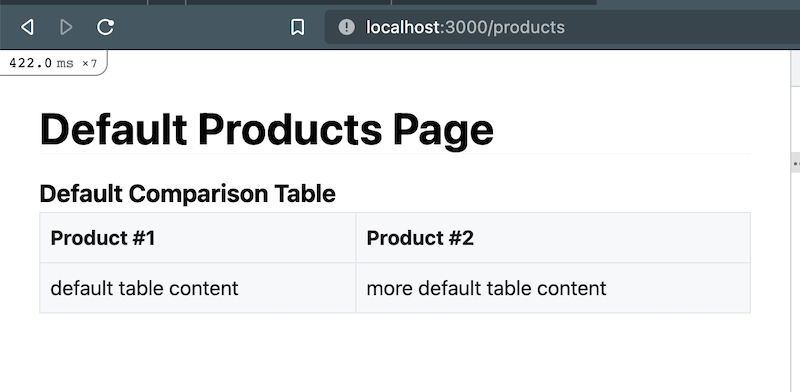 localhost:3000/products
422.0 ms ×7
Default Products Page
Default Comparison Table
Product #1 Product #2
default table content more default table content